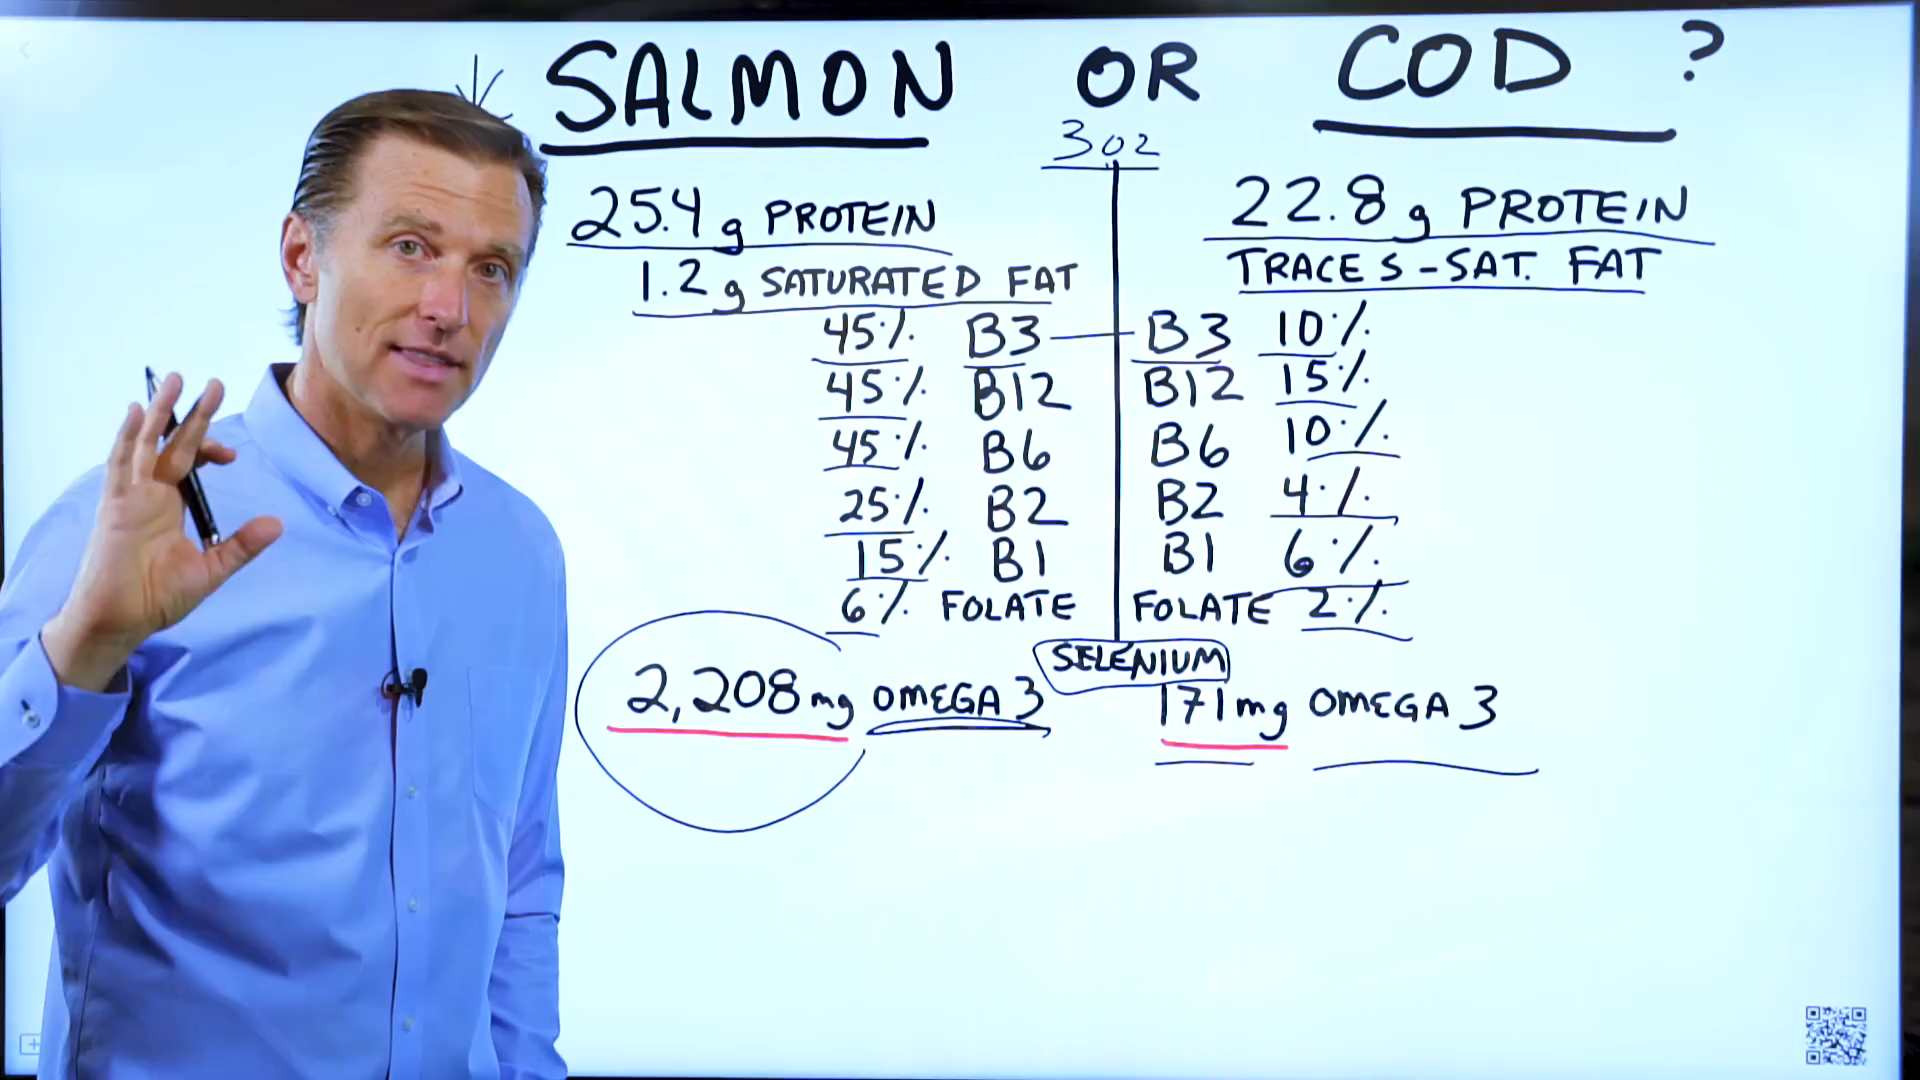 SALMON OR COD ?
3 OZ
25.4 g PROTEIN
22.8 g PROTEIN
1.2 g SATURATED FAT
TRACES - SAT. FAT
45% B3 B3 10%
45% B12 B12 15%
45% B6 B6 10%
25% B2 B2 4%
15% B1 B1 6%
6% FOLATE FOLATE 2%
SELENIUM
2,208 mg OMEGA 3
171 mg OMEGA 3